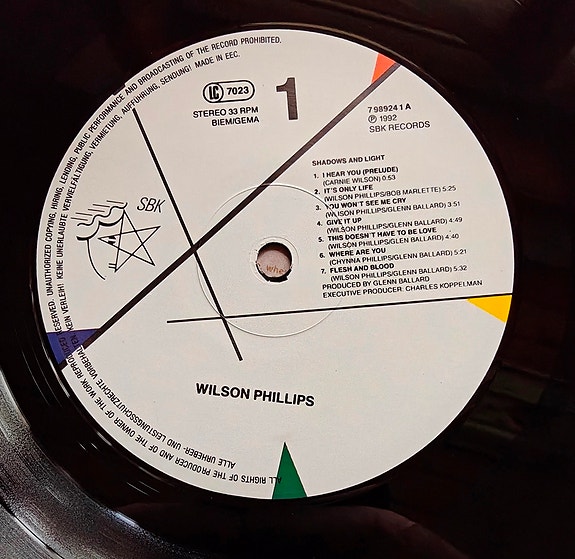 RESERVED. UNAUTHORIZED COPYING, HIRING, LENDING, PUBLIC PERFORMANCE AND BROADCASTING OF THE RECORD PROHIBITED.
KEIN VERLEIH! KEINE UNERLAUBTE VERVIELFÄLTIGUNG, VERMIETUNG, AUFFÜHRUNG, SENDUNG! MADE IN EEC.
LC 7023
STEREO 33 RPM
BIEM/GEMA
1
7 98924 1 A
℗ 1992
SBK RECORDS
SHADOWS AND LIGHT
1. I HEAR YOU (PRELUDE)
(CARNIE WILSON) 0:53
2. IT'S ONLY LIFE
(WILSON PHILLIPS/BOB MARLETTE) 5:25
3. YOU WON'T SEE ME CRY
(WILSON PHILLIPS/GLENN BALLARD) 3:51
4. GIVE IT UP
(WILSON PHILLIPS/GLENN BALLARD) 4:49
5. THIS DOESN'T HAVE TO BE LOVE
(WILSON PHILLIPS/GLEN BALLARD) 4:40
6. WHERE ARE YOU
(CHYNNA PHILLIPS/GLENN BALLARD) 5:21
7. FLESH AND BLOOD
(WILSON PHILLIPS/GLENN BALLARD) 5:32
PRODUCED BY GLENN BALLARD
EXECUTIVE PRODUCER: CHARLES KOPPELMAN
SBK
whe
WILSON PHILLIPS
ALL RIGHTS OF THE PRODUCER AND OF THE OWNER OF THE WORK
ALLE URHEBER- UND LEISTUNGSSCHUTZRECHTE